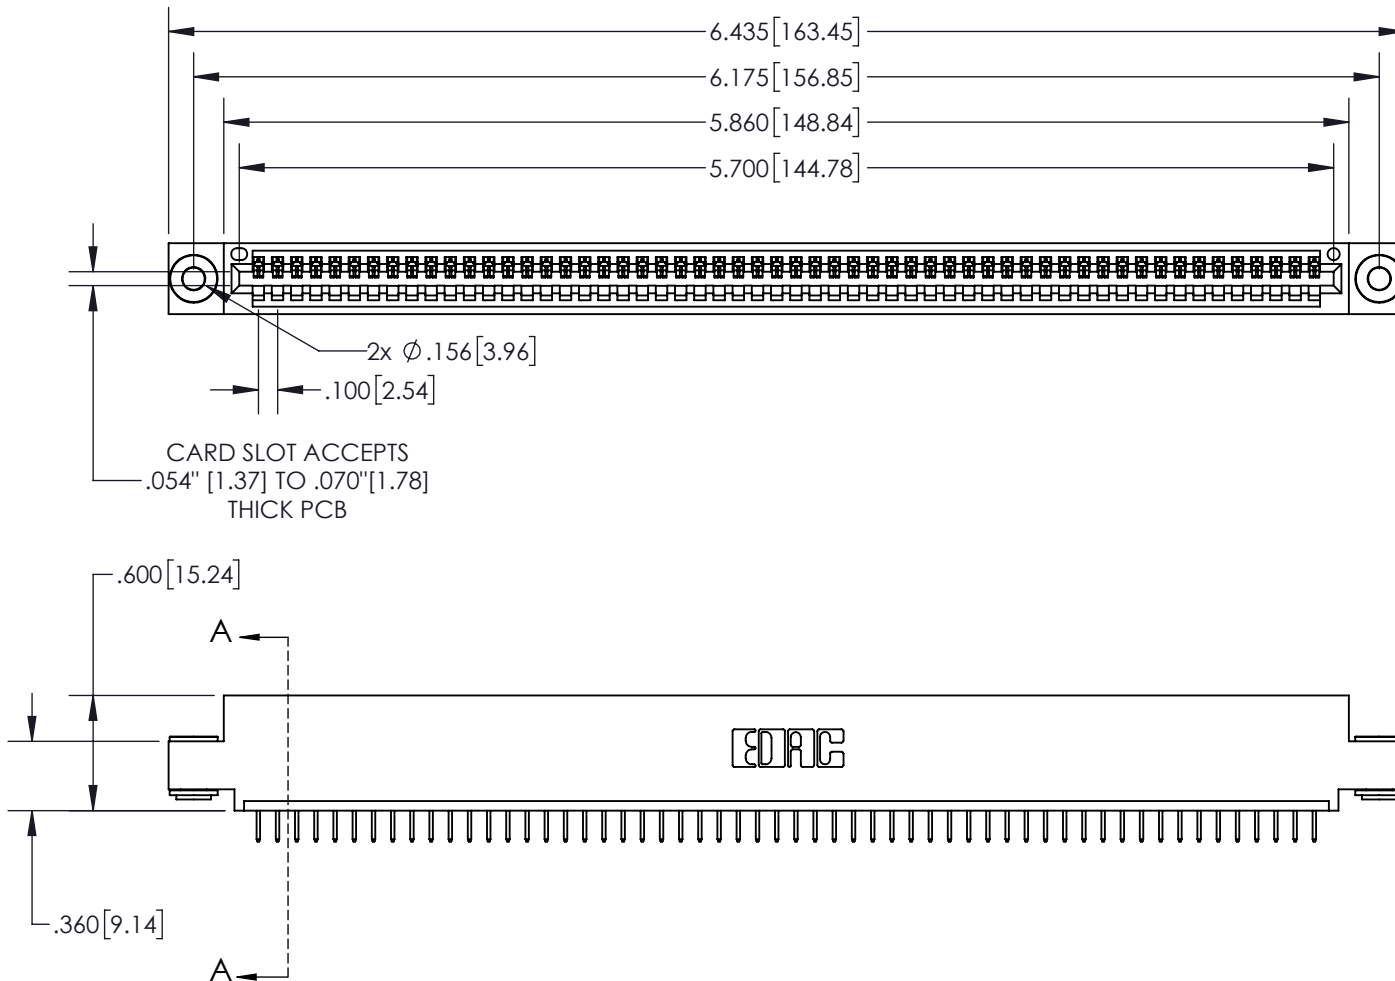 6.435[163.45]
6.175[156.85]
5.860[148.84]
5.700[144.78]
2x Ø.156[3.96]
.100[2.54]
CARD SLOT ACCEPTS
.054" [1.37] TO .070"[1.78]
THICK PCB
.600[15.24]
A
EDAC
.360[9.14]
A